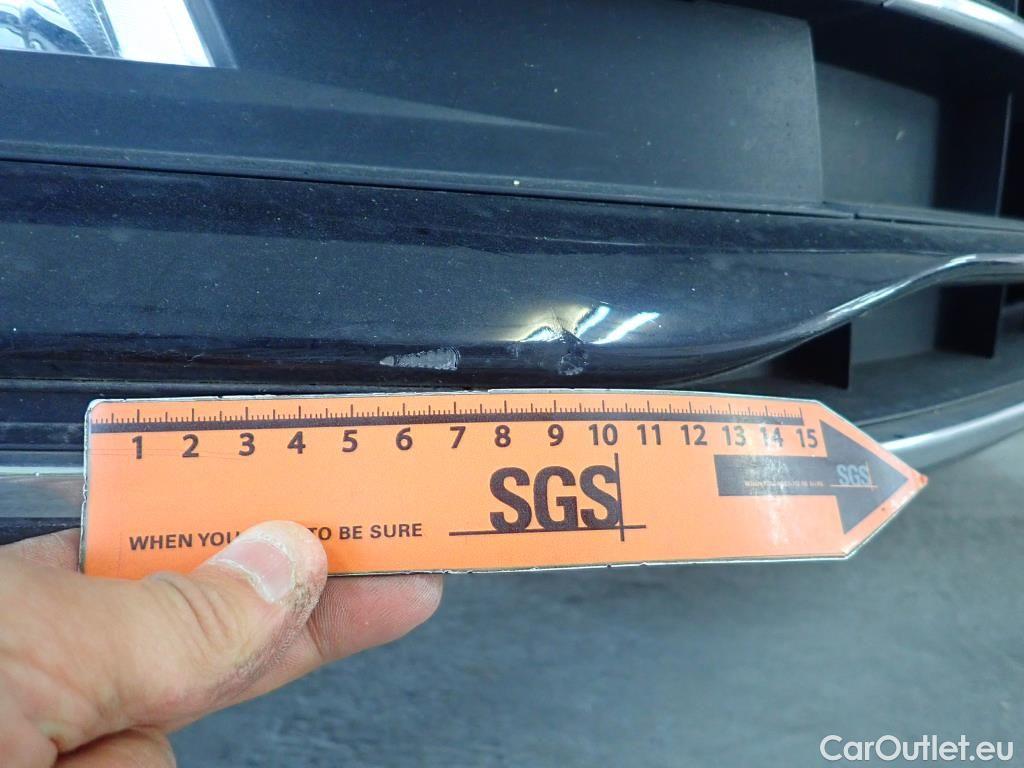 1 2 3 4 5 6 7 8 9 10 11 12 13 14 15
SGS
SGS
WHEN YOU TO BE SURE
CarOutlet.eu